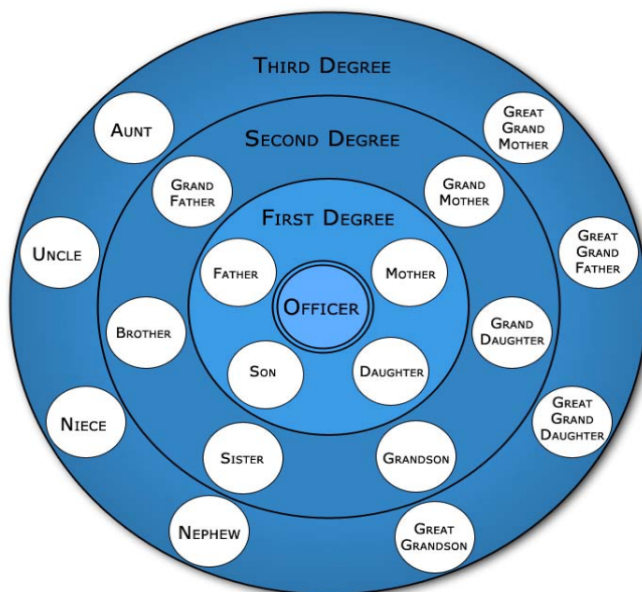 THIRD DEGREE
AUNT
GREAT
GRAND
MOTHER
SECOND DEGREE
GRAND
FATHER
GRAND
MOTHER
FIRST DEGREE
UNCLE
GREAT
GRAND
FATHER
FATHER
MOTHER
OFFICER
BROTHER
GRAND
DAUGHTER
SON
DAUGHTER
NIECE
GREAT
GRAND
DAUGHTER
SISTER
GRANDSON
NEPHEW
GREAT
GRANDSON